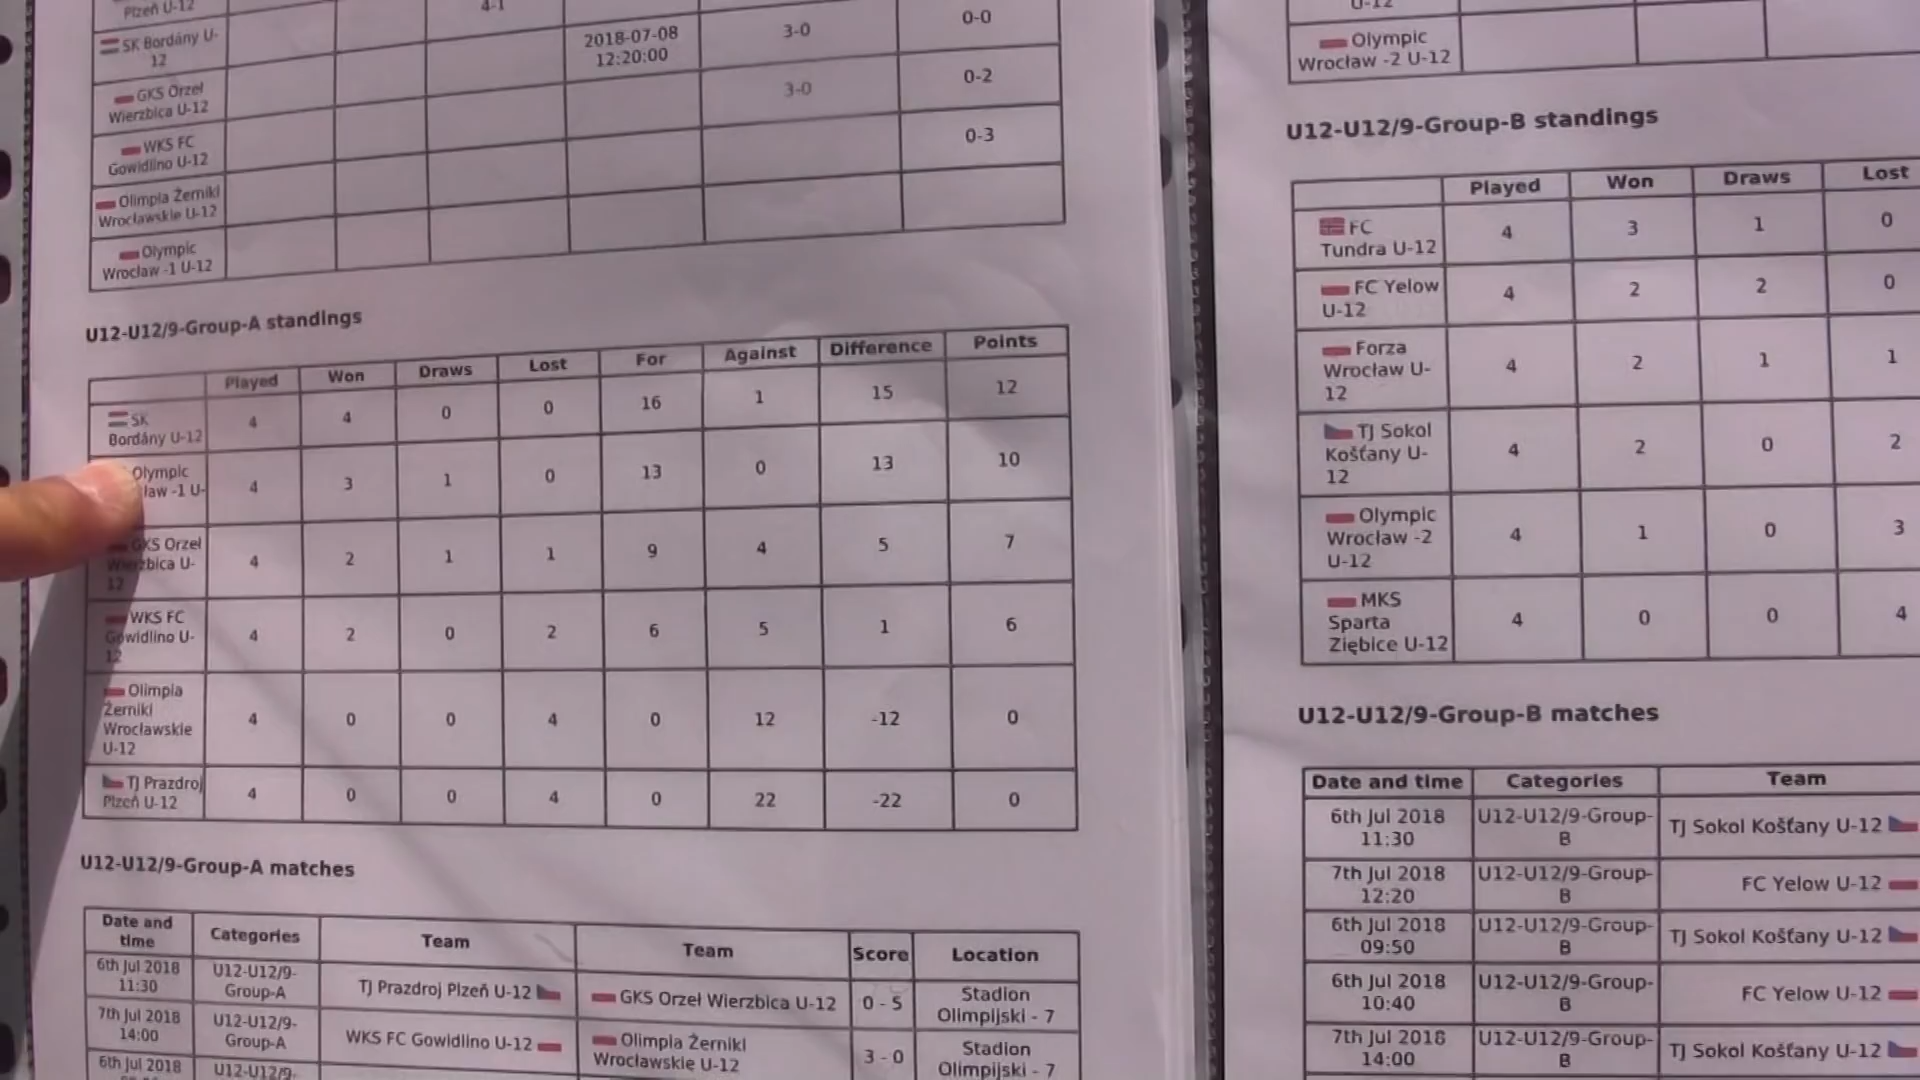 Plzeň U-12
4-1
SK Bordány U-
12
2018-07-08
12:20:00
3-0
0-0
GKS Orzeł
Wierzbica U-12
3-0
0-2
WKS FC
Gowidlino U-12
0-3
Olimpia Żerniki
Wrocławskie U-12
Olympic
Wrocław -1 U-12
U12-U12/9-Group-A standings
Played Won Draws Lost For Against Difference Points
SK
Bordány U-12
4 4 0 0 16 1 15 12
Olympic
law -1 U-
4 3 1 0 13 0 13 10
GKS Orzeł
Wierzbica U-
12
4 2 1 1 9 4 5 7
WKS FC
Gowidlino U-
12
4 2 0 2 6 5 1 6
Olimpia
Żerniki
Wrocławskie
U-12
4 0 0 4 0 12 -12 0
TJ Prazdroj
Plzeň U-12
4 0 0 4 0 22 -22 0
U12-U12/9-Group-A matches
Date and
time
Categories Team Team Score Location
6th Jul 2018
11:30
U12-U12/9-
Group-A
TJ Prazdroj Plzeň U-12
GKS Orzeł Wierzbica U-12
0 - 5
Stadion
Olimpijski - 7
7th Jul 2018
14:00
U12-U12/9-
Group-A
WKS FC Gowidlino U-12
Olimpia Żerniki
Wrocławskie U-12
3 - 0
Stadion
Olimpijski - 7
6th Jul 2018
U12-U12/9-
U-12
Olympic
Wrocław -2 U-12
U12-U12/9-Group-B standings
Played Won Draws Lost
FC
Tundra U-12
4 3 1 0
FC Yelow
U-12
4 2 2 0
Forza
Wrocław U-
12
4 2 1 1
TJ Sokol
Košťany U-
12
4 2 0 2
Olympic
Wrocław -2
U-12
4 1 0 3
MKS
Sparta
Ziębice U-12
4 0 0 4
U12-U12/9-Group-B matches
Date and time Categories Team
6th Jul 2018
11:30
U12-U12/9-Group-
B
TJ Sokol Košťany U-12
7th Jul 2018
12:20
U12-U12/9-Group-
B
FC Yelow U-12
6th Jul 2018
09:50
U12-U12/9-Group-
B
TJ Sokol Košťany U-12
6th Jul 2018
10:40
U12-U12/9-Group-
B
FC Yelow U-12
7th Jul 2018
14:00
U12-U12/9-Group-
B
TJ Sokol Košťany U-12